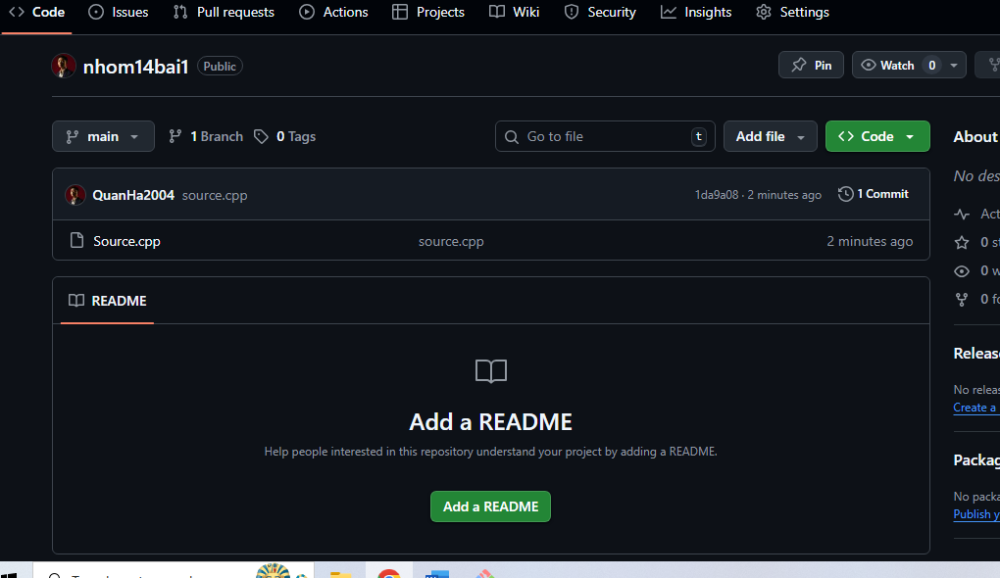 Code Issues Pull requests Actions Projects Wiki Security Insights Settings
nhom14bai1 Public Pin Watch 0
main 1 Branch 0 Tags Go to file t Add file Code About
QuanHa2004 source.cpp 1da9a08 · 2 minutes ago 1 Commit No des
Act
Source.cpp source.cpp 2 minutes ago 0 st
0 w
README 0 fo
Releas
No releas
Create a
Add a README
Help people interested in this repository understand your project by adding a README.
Packag
No packa
Add a README Publish y